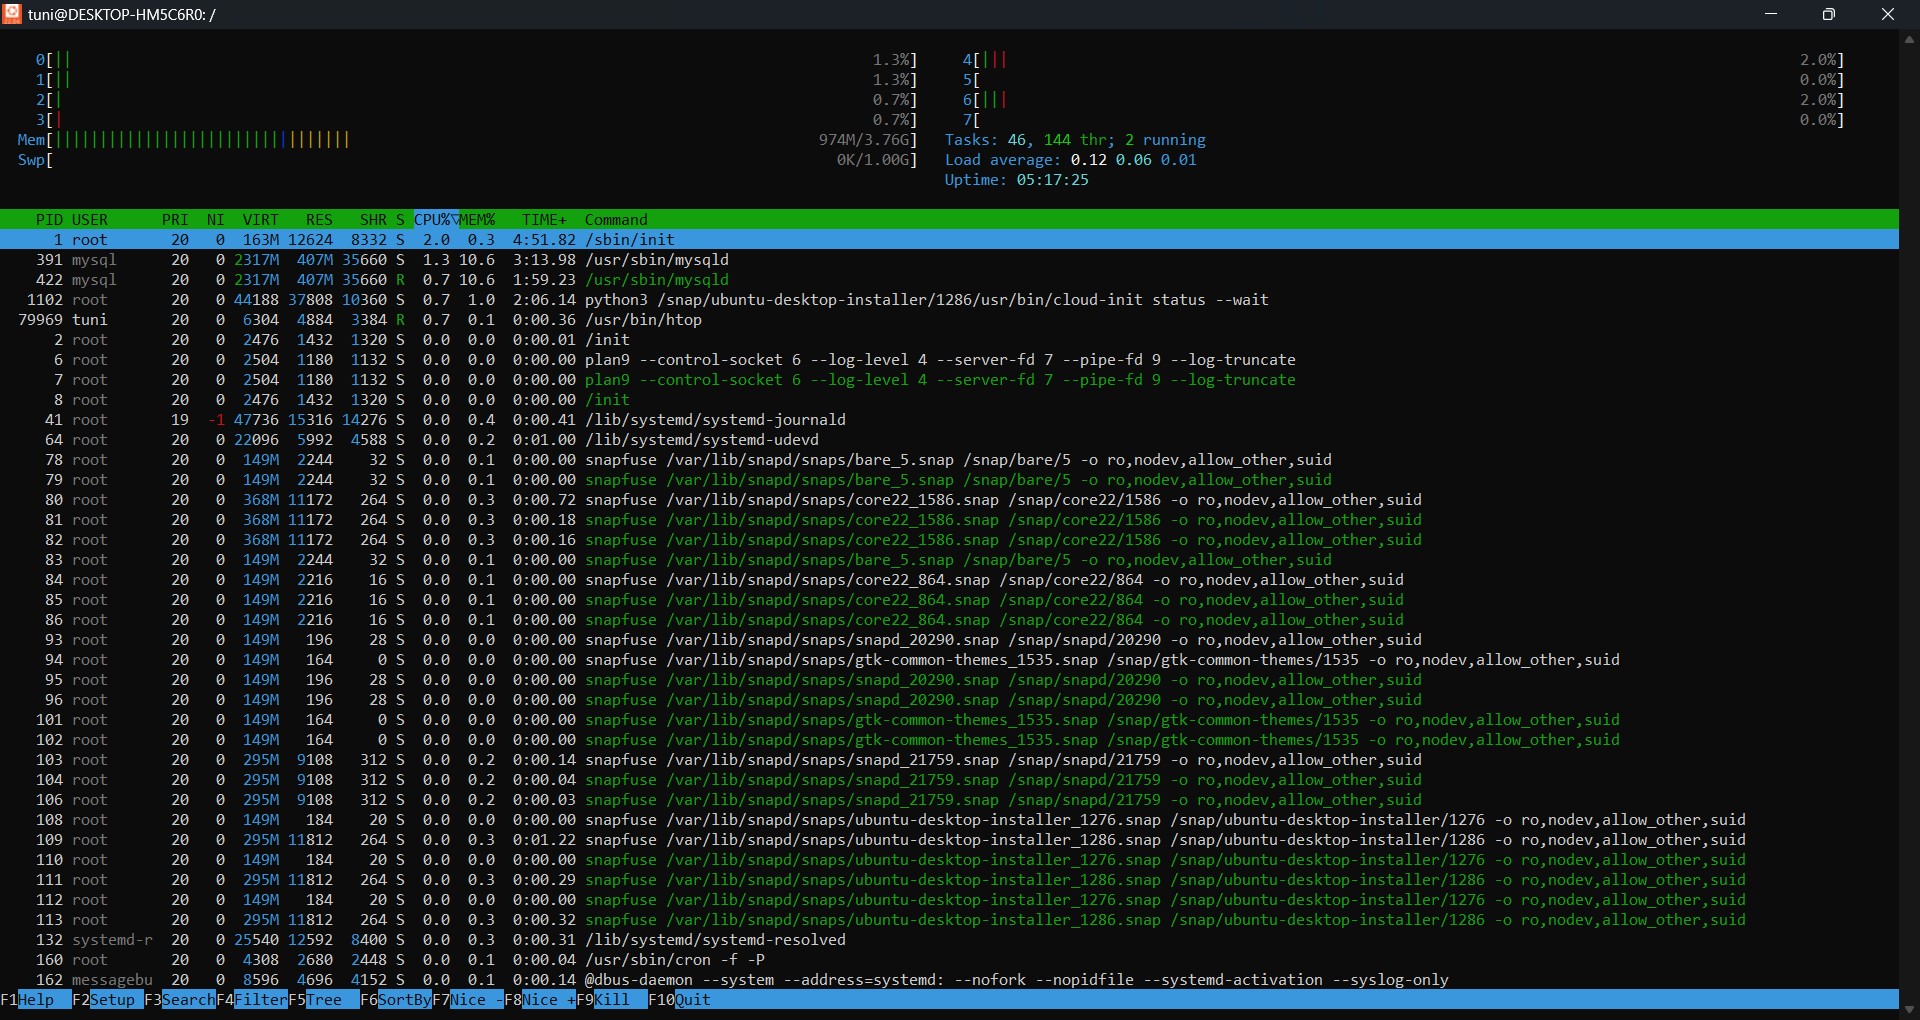 tuni@DESKTOP-HM5C6R0: /
0[|| 1.3%] 4[||| 2.0%]
1[|| 1.3%] 5[ 0.0%]
2[| 0.7%] 6[||| 2.0%]
3[| 0.7%] 7[ 0.0%]
Mem[||||||||||||||||||||||||||||||||| 974M/3.76G] Tasks: 46, 144 thr; 2 running
Swp[ 0K/1.00G] Load average: 0.12 0.06 0.01
Uptime: 05:17:25
PID USER PRI NI VIRT RES SHR S CPU%▽MEM% TIME+ Command
1 root 20 0 163M 12624 8332 S 2.0 0.3 4:51.82 /sbin/init
391 mysql 20 0 2317M 407M 35660 S 1.3 10.6 3:13.98 /usr/sbin/mysqld
422 mysql 20 0 2317M 407M 35660 R 0.7 10.6 1:59.23 /usr/sbin/mysqld
1102 root 20 0 44188 37808 10360 S 0.7 1.0 2:06.14 python3 /snap/ubuntu-desktop-installer/1286/usr/bin/cloud-init status --wait
79969 tuni 20 0 6304 4884 3384 R 0.7 0.1 0:00.36 /usr/bin/htop
2 root 20 0 2476 1432 1320 S 0.0 0.0 0:00.01 /init
6 root 20 0 2504 1180 1132 S 0.0 0.0 0:00.00 plan9 --control-socket 6 --log-level 4 --server-fd 7 --pipe-fd 9 --log-truncate
7 root 20 0 2504 1180 1132 S 0.0 0.0 0:00.00 plan9 --control-socket 6 --log-level 4 --server-fd 7 --pipe-fd 9 --log-truncate
8 root 20 0 2476 1432 1320 S 0.0 0.0 0:00.00 /init
41 root 19 -1 47736 15316 14276 S 0.0 0.4 0:00.41 /lib/systemd/systemd-journald
64 root 20 0 22096 5992 4588 S 0.0 0.2 0:01.00 /lib/systemd/systemd-udevd
78 root 20 0 149M 2244 32 S 0.0 0.1 0:00.00 snapfuse /var/lib/snapd/snaps/bare_5.snap /snap/bare/5 -o ro,nodev,allow_other,suid
79 root 20 0 149M 2244 32 S 0.0 0.1 0:00.00 snapfuse /var/lib/snapd/snaps/bare_5.snap /snap/bare/5 -o ro,nodev,allow_other,suid
80 root 20 0 368M 11172 264 S 0.0 0.3 0:00.72 snapfuse /var/lib/snapd/snaps/core22_1586.snap /snap/core22/1586 -o ro,nodev,allow_other,suid
81 root 20 0 368M 11172 264 S 0.0 0.3 0:00.18 snapfuse /var/lib/snapd/snaps/core22_1586.snap /snap/core22/1586 -o ro,nodev,allow_other,suid
82 root 20 0 368M 11172 264 S 0.0 0.3 0:00.16 snapfuse /var/lib/snapd/snaps/core22_1586.snap /snap/core22/1586 -o ro,nodev,allow_other,suid
83 root 20 0 149M 2244 32 S 0.0 0.1 0:00.00 snapfuse /var/lib/snapd/snaps/bare_5.snap /snap/bare/5 -o ro,nodev,allow_other,suid
84 root 20 0 149M 2216 16 S 0.0 0.1 0:00.00 snapfuse /var/lib/snapd/snaps/core22_864.snap /snap/core22/864 -o ro,nodev,allow_other,suid
85 root 20 0 149M 2216 16 S 0.0 0.1 0:00.00 snapfuse /var/lib/snapd/snaps/core22_864.snap /snap/core22/864 -o ro,nodev,allow_other,suid
86 root 20 0 149M 2216 16 S 0.0 0.1 0:00.00 snapfuse /var/lib/snapd/snaps/core22_864.snap /snap/core22/864 -o ro,nodev,allow_other,suid
93 root 20 0 149M 196 28 S 0.0 0.0 0:00.00 snapfuse /var/lib/snapd/snaps/snapd_20290.snap /snap/snapd/20290 -o ro,nodev,allow_other,suid
94 root 20 0 149M 164 0 S 0.0 0.0 0:00.00 snapfuse /var/lib/snapd/snaps/gtk-common-themes_1535.snap /snap/gtk-common-themes/1535 -o ro,nodev,allow_other,suid
95 root 20 0 149M 196 28 S 0.0 0.0 0:00.00 snapfuse /var/lib/snapd/snaps/snapd_20290.snap /snap/snapd/20290 -o ro,nodev,allow_other,suid
96 root 20 0 149M 196 28 S 0.0 0.0 0:00.00 snapfuse /var/lib/snapd/snaps/snapd_20290.snap /snap/snapd/20290 -o ro,nodev,allow_other,suid
101 root 20 0 149M 164 0 S 0.0 0.0 0:00.00 snapfuse /var/lib/snapd/snaps/gtk-common-themes_1535.snap /snap/gtk-common-themes/1535 -o ro,nodev,allow_other,suid
102 root 20 0 149M 164 0 S 0.0 0.0 0:00.00 snapfuse /var/lib/snapd/snaps/gtk-common-themes_1535.snap /snap/gtk-common-themes/1535 -o ro,nodev,allow_other,suid
103 root 20 0 295M 9108 312 S 0.0 0.2 0:00.14 snapfuse /var/lib/snapd/snaps/snapd_21759.snap /snap/snapd/21759 -o ro,nodev,allow_other,suid
104 root 20 0 295M 9108 312 S 0.0 0.2 0:00.04 snapfuse /var/lib/snapd/snaps/snapd_21759.snap /snap/snapd/21759 -o ro,nodev,allow_other,suid
106 root 20 0 295M 9108 312 S 0.0 0.2 0:00.03 snapfuse /var/lib/snapd/snaps/snapd_21759.snap /snap/snapd/21759 -o ro,nodev,allow_other,suid
108 root 20 0 149M 184 20 S 0.0 0.0 0:00.00 snapfuse /var/lib/snapd/snaps/ubuntu-desktop-installer_1276.snap /snap/ubuntu-desktop-installer/1276 -o ro,nodev,allow_other,suid
109 root 20 0 295M 11812 264 S 0.0 0.3 0:01.22 snapfuse /var/lib/snapd/snaps/ubuntu-desktop-installer_1286.snap /snap/ubuntu-desktop-installer/1286 -o ro,nodev,allow_other,suid
110 root 20 0 149M 184 20 S 0.0 0.0 0:00.00 snapfuse /var/lib/snapd/snaps/ubuntu-desktop-installer_1276.snap /snap/ubuntu-desktop-installer/1276 -o ro,nodev,allow_other,suid
111 root 20 0 295M 11812 264 S 0.0 0.3 0:00.29 snapfuse /var/lib/snapd/snaps/ubuntu-desktop-installer_1286.snap /snap/ubuntu-desktop-installer/1286 -o ro,nodev,allow_other,suid
112 root 20 0 149M 184 20 S 0.0 0.0 0:00.00 snapfuse /var/lib/snapd/snaps/ubuntu-desktop-installer_1276.snap /snap/ubuntu-desktop-installer/1276 -o ro,nodev,allow_other,suid
113 root 20 0 295M 11812 264 S 0.0 0.3 0:00.32 snapfuse /var/lib/snapd/snaps/ubuntu-desktop-installer_1286.snap /snap/ubuntu-desktop-installer/1286 -o ro,nodev,allow_other,suid
132 systemd-r 20 0 25540 12592 8400 S 0.0 0.3 0:00.31 /lib/systemd/systemd-resolved
160 root 20 0 4308 2680 2448 S 0.0 0.1 0:00.04 /usr/sbin/cron -f -P
162 messagebu 20 0 8596 4696 4152 S 0.0 0.1 0:00.14 @dbus-daemon --system --address=systemd: --nofork --nopidfile --systemd-activation --syslog-only
F1Help F2Setup F3SearchF4FilterF5Tree F6SortByF7Nice -F8Nice +F9Kill F10Quit